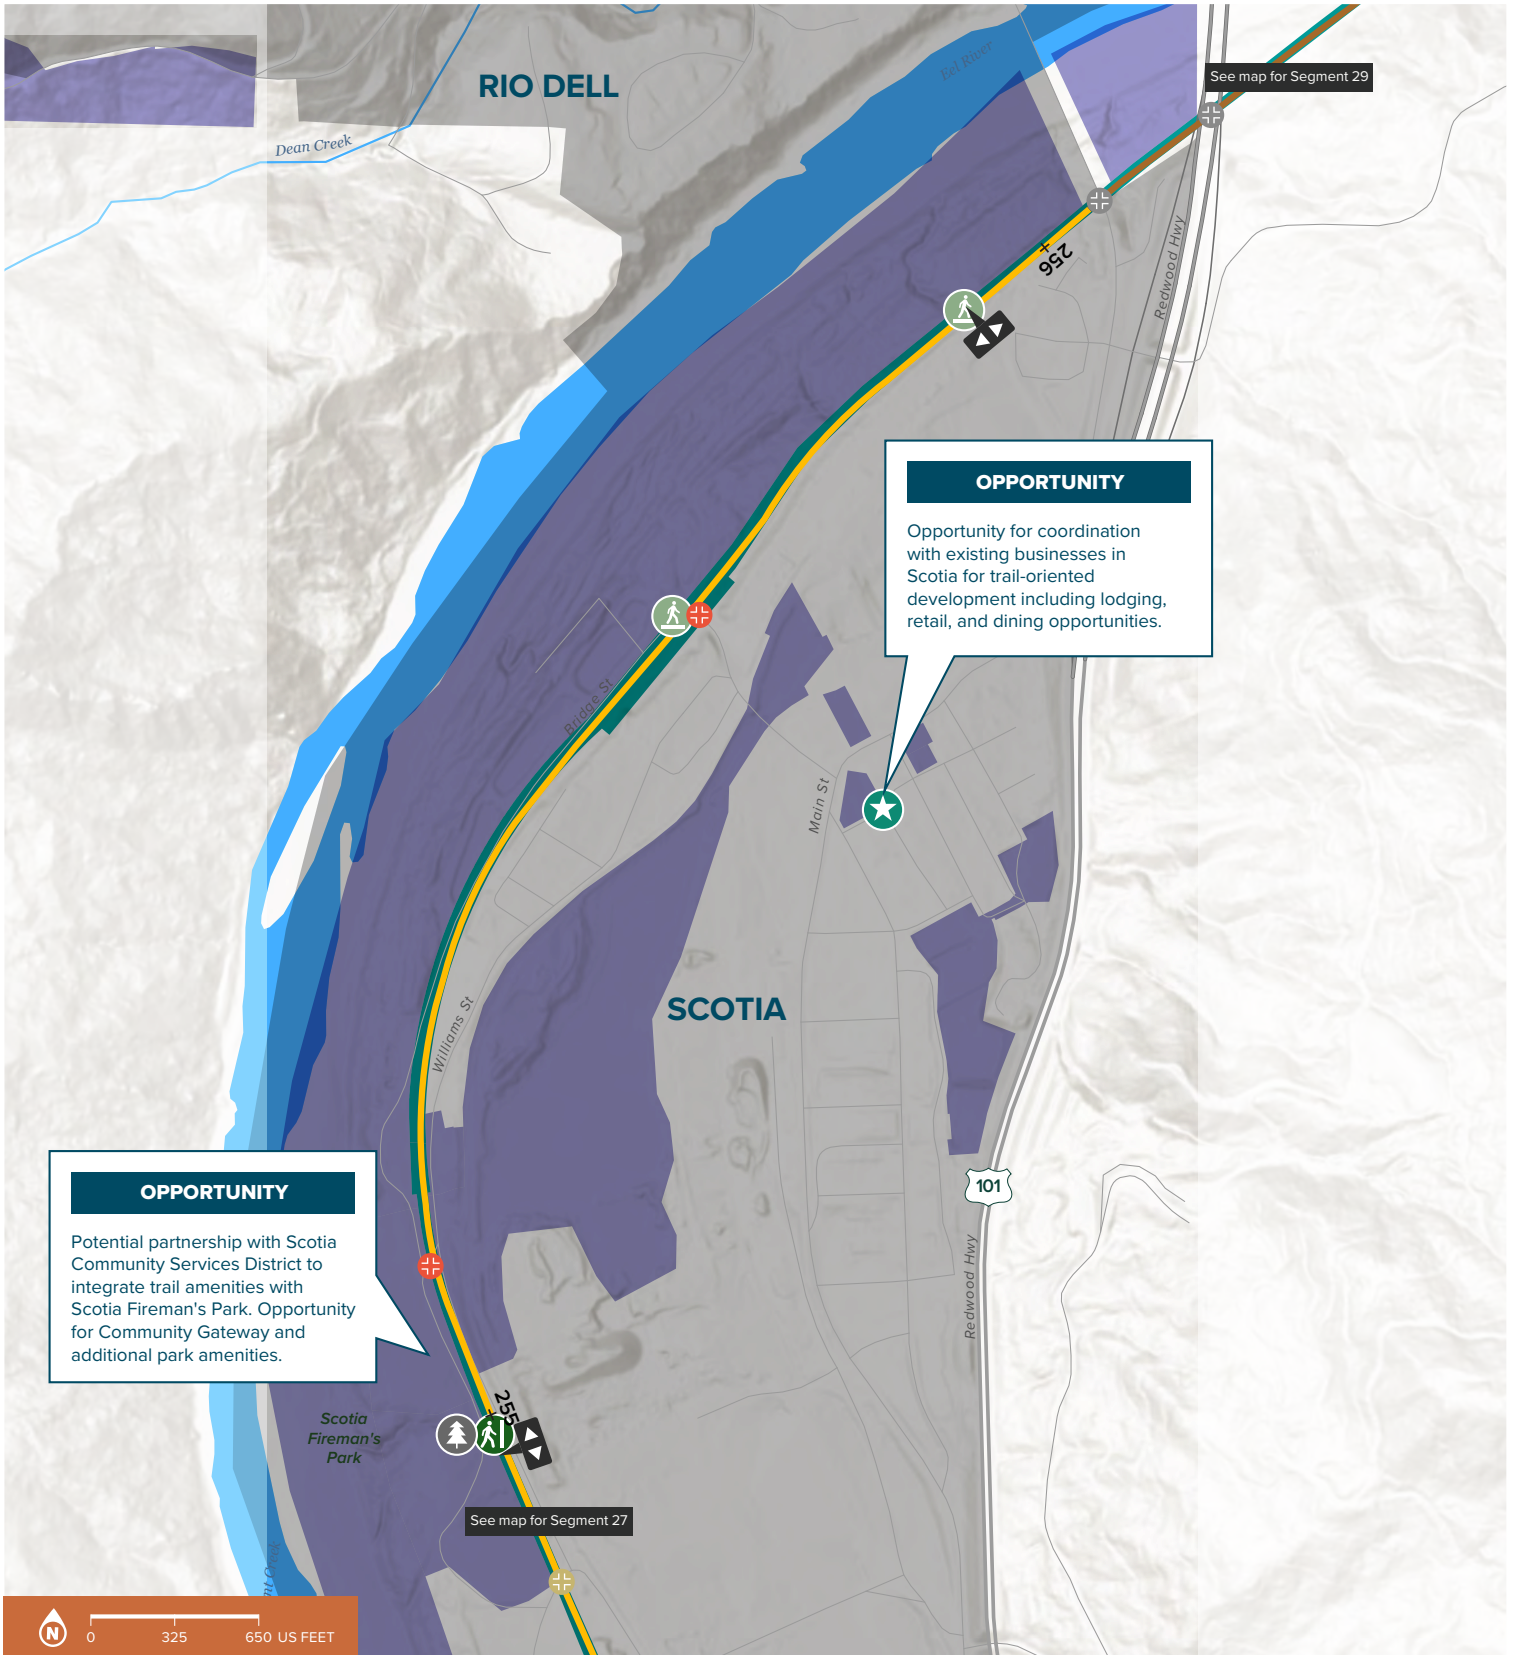 RIO DELL
Eel River
See map for Segment 29
Dean Creek
256
Redwood Hwy
OPPORTUNITY
Opportunity for coordination
with existing businesses in
Scotia for trail-oriented
development including lodging,
retail, and dining opportunities.
Bridge St
Main St
SCOTIA
Williams St
OPPORTUNITY
Potential partnership with Scotia
Community Services District to
integrate trail amenities with
Scotia Fireman's Park. Opportunity
for Community Gateway and
additional park amenities.
101
Redwood Hwy
255
Scotia
Fireman's
Park
See map for Segment 27
Creek
N
0 325 650 US FEET